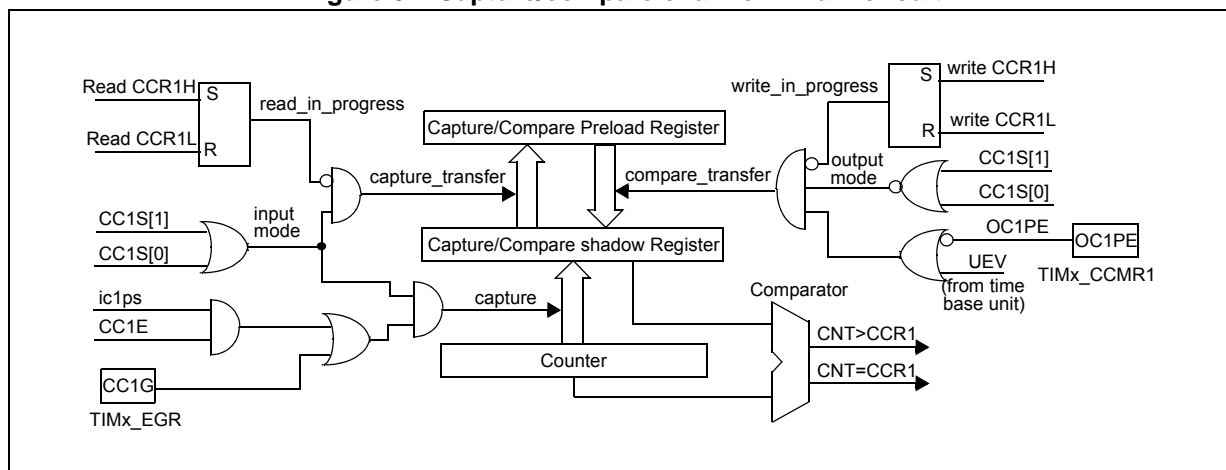 Read CCR1H
S
read_in_progress
Read CCR1L
R
Capture/Compare Preload Register
write_in_progress
S
write CCR1H
R
write CCR1L
capture_transfer
compare_transfer
output
mode
CC1S[1]
CC1S[0]
CC1S[1]
CC1S[0]
input
mode
Capture/Compare shadow Register
OC1PE
OC1PE
UEV
(from time
base unit)
TIMx_CCMR1
ic1ps
CC1E
capture
Comparator
CNT>CCR1
CNT=CCR1
Counter
CC1G
TIMx_EGR